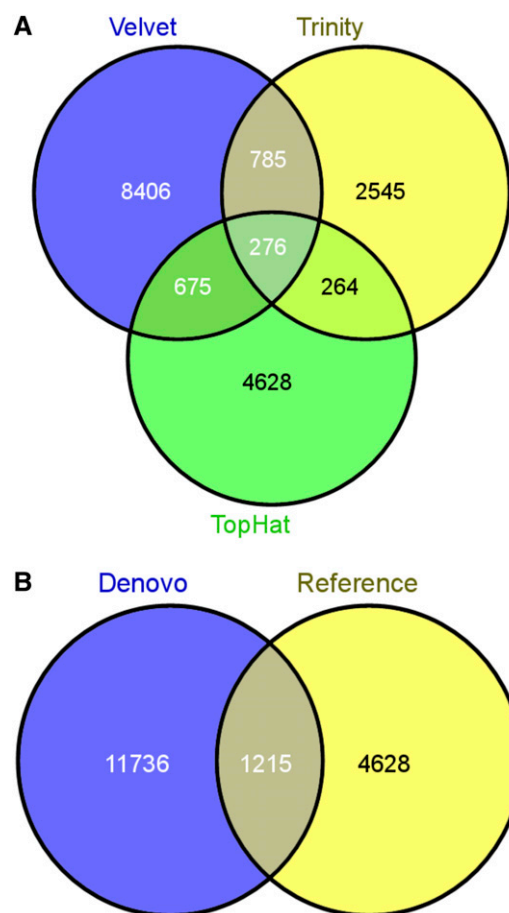 A
Velvet Trinity
785
8406 2545
276
675 264
4628
TopHat
B
Denovo Reference
11736 1215 4628